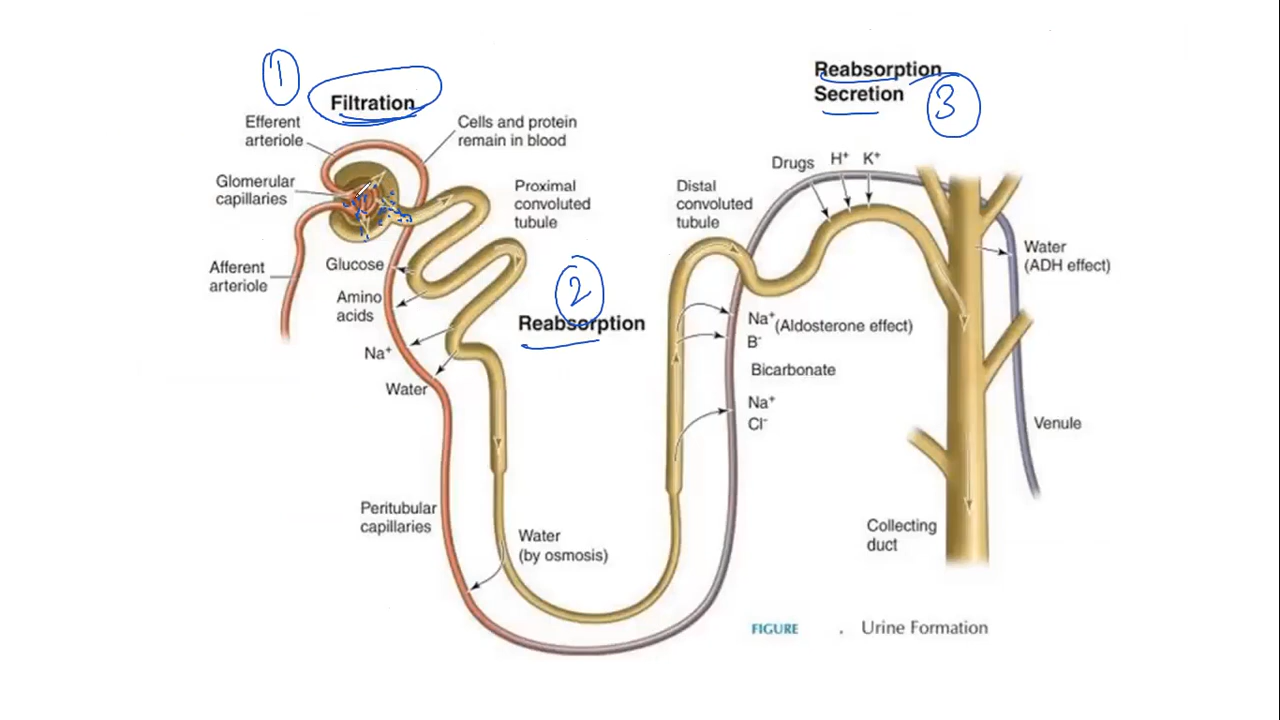 1
Filtration
Efferent
arteriole
Cells and protein
remain in blood
Glomerular
capillaries
Afferent
arteriole
Proximal
convoluted
tubule
Glucose
Amino
acids
Na⁺
Water
2
Reabsorption
Peritubular
capillaries
Water
(by osmosis)
Reabsorption
Secretion
3
Drugs H⁺ K⁺
Distal
convoluted
tubule
Na⁺ (Aldosterone effect)
B⁻
Bicarbonate
Na⁺
Cl⁻
Water
(ADH effect)
Venule
Collecting
duct
FIGURE . Urine Formation